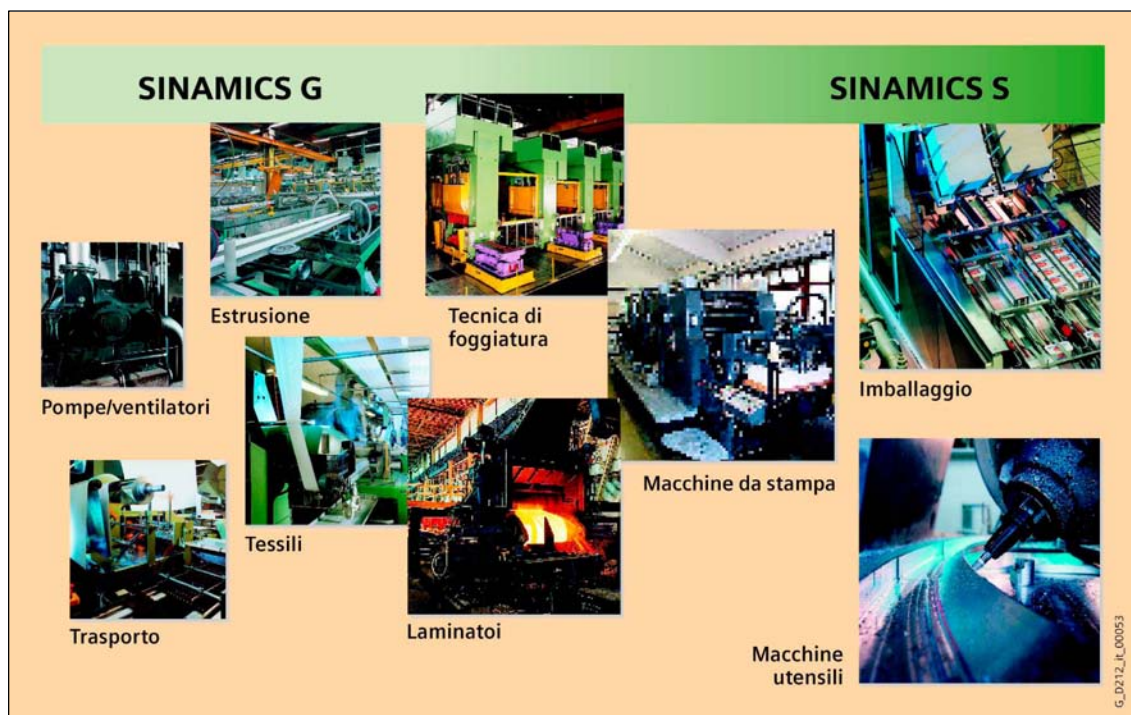 SINAMICS G
SINAMICS S
Estrusione
Tecnica di
foggiatura
Pompe/ventilatori
Imballaggio
Macchine da stampa
Tessili
Trasporto
Laminatoi
Macchine
utensili
G_D212_it_00053